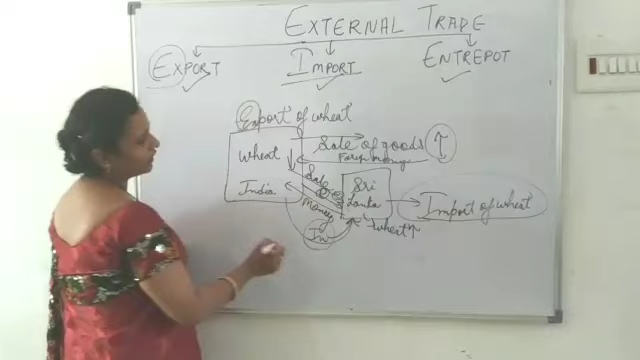 EXTERNAL TRADE
EXPORT IMPORT ENTREPOT
Export of wheat
Sale of goods
Foreign
wheat
Sale
India
Money
Sri
Lanka
Import of wheat
wheat
In